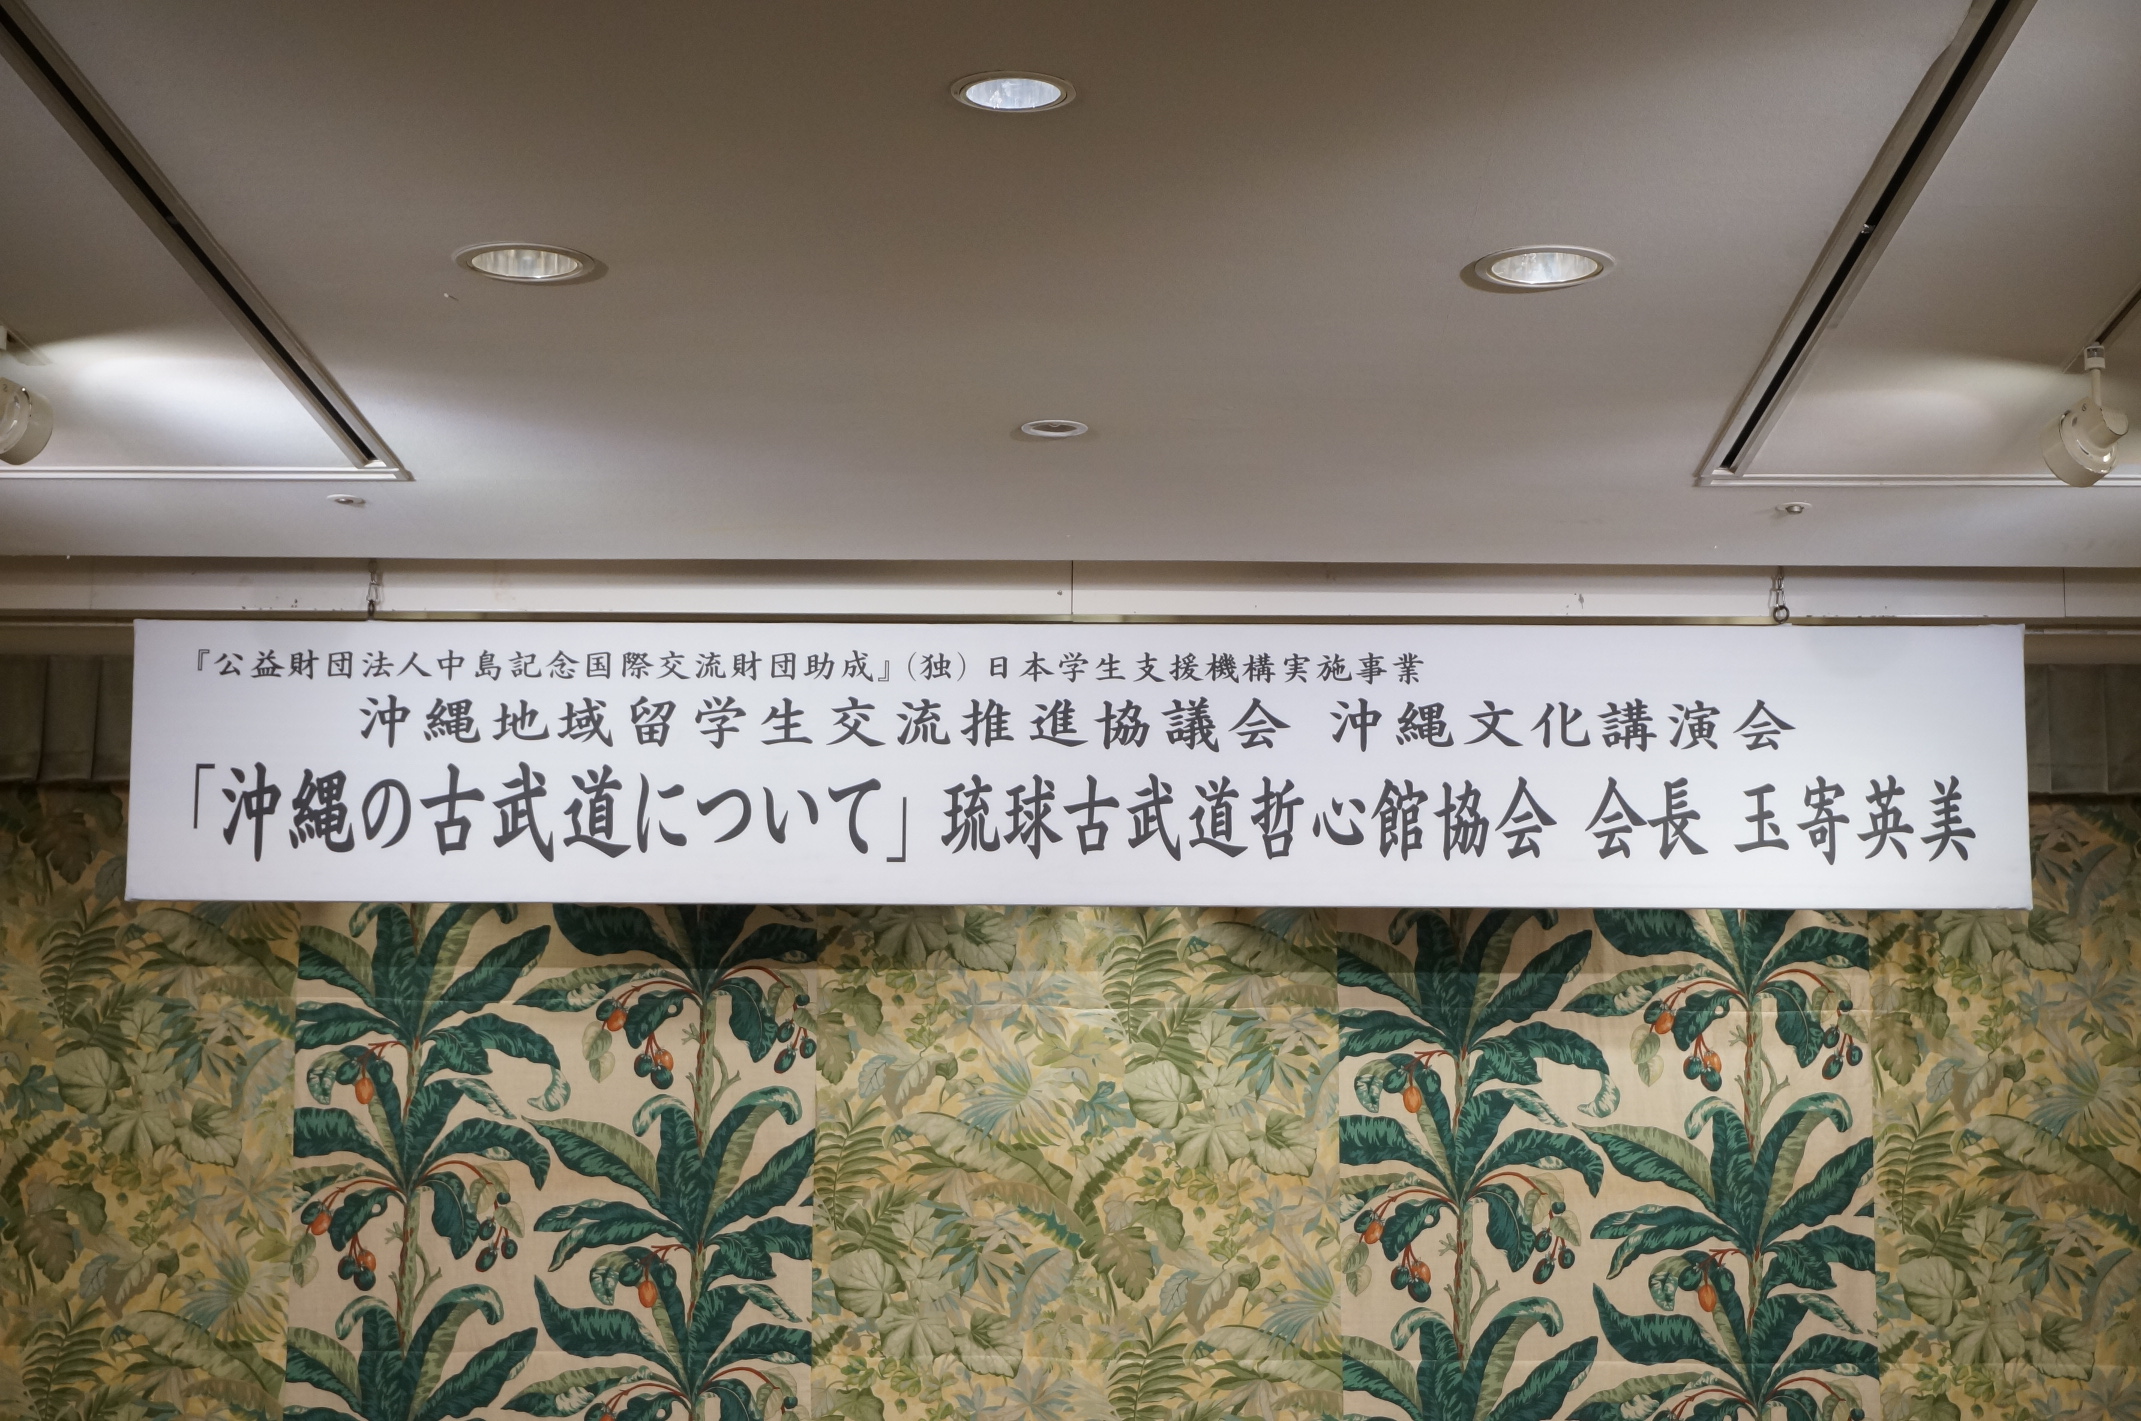 『公益財団法人中島記念国際交流財団助成』（独）日本学生支援機構実施事業
沖縄地域留学生交流推進協議会 沖縄文化講演会
「沖縄の古武道について」琉球古武道哲心館協会 会長 玉寄英美